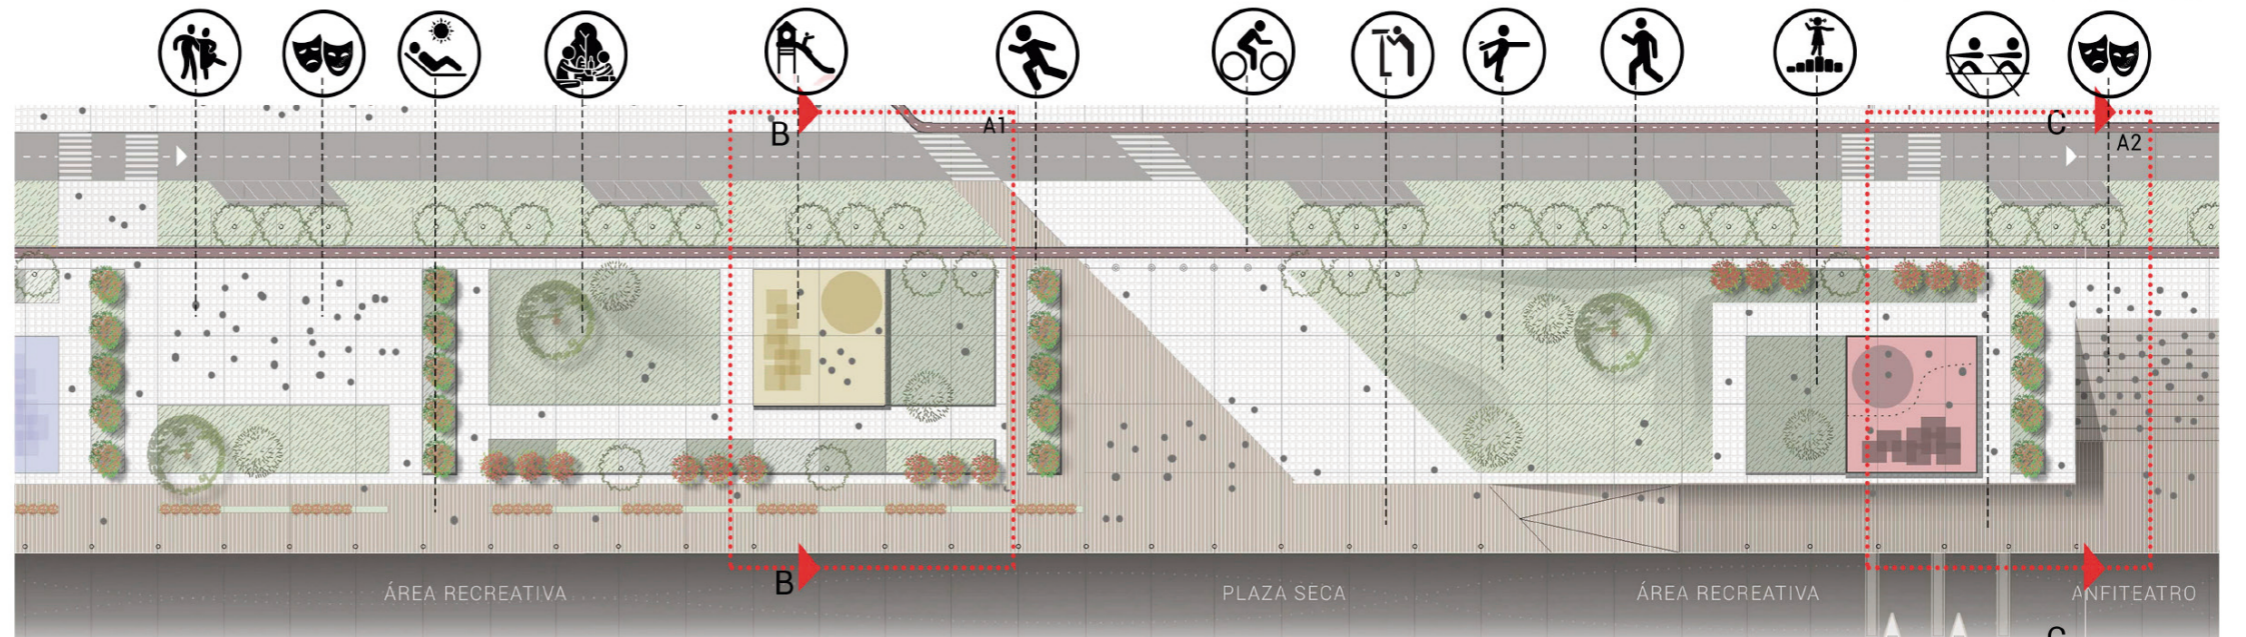 B
A1
C
A2
B
ÁREA RECREATIVA
PLAZA SECA
ÁREA RECREATIVA
ANFITEATRO
C